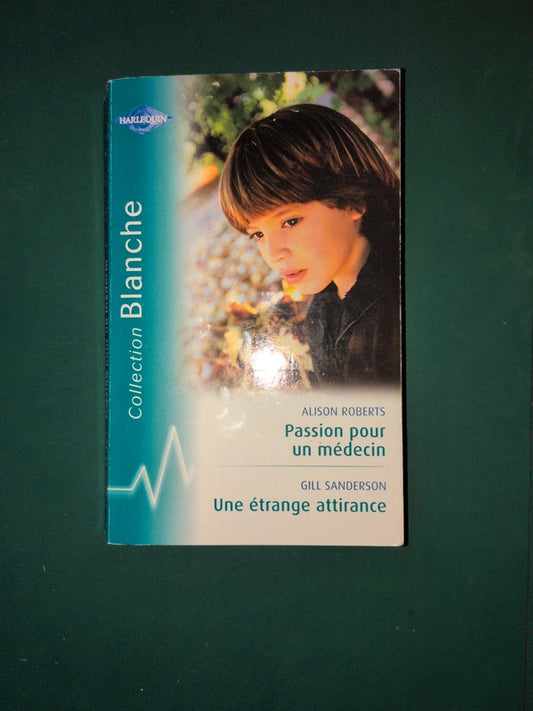 HARLEQUIN
Collection Blanche
ALISON ROBERTS
Passion pour
un médecin
GILL SANDERSON
Une étrange attirance